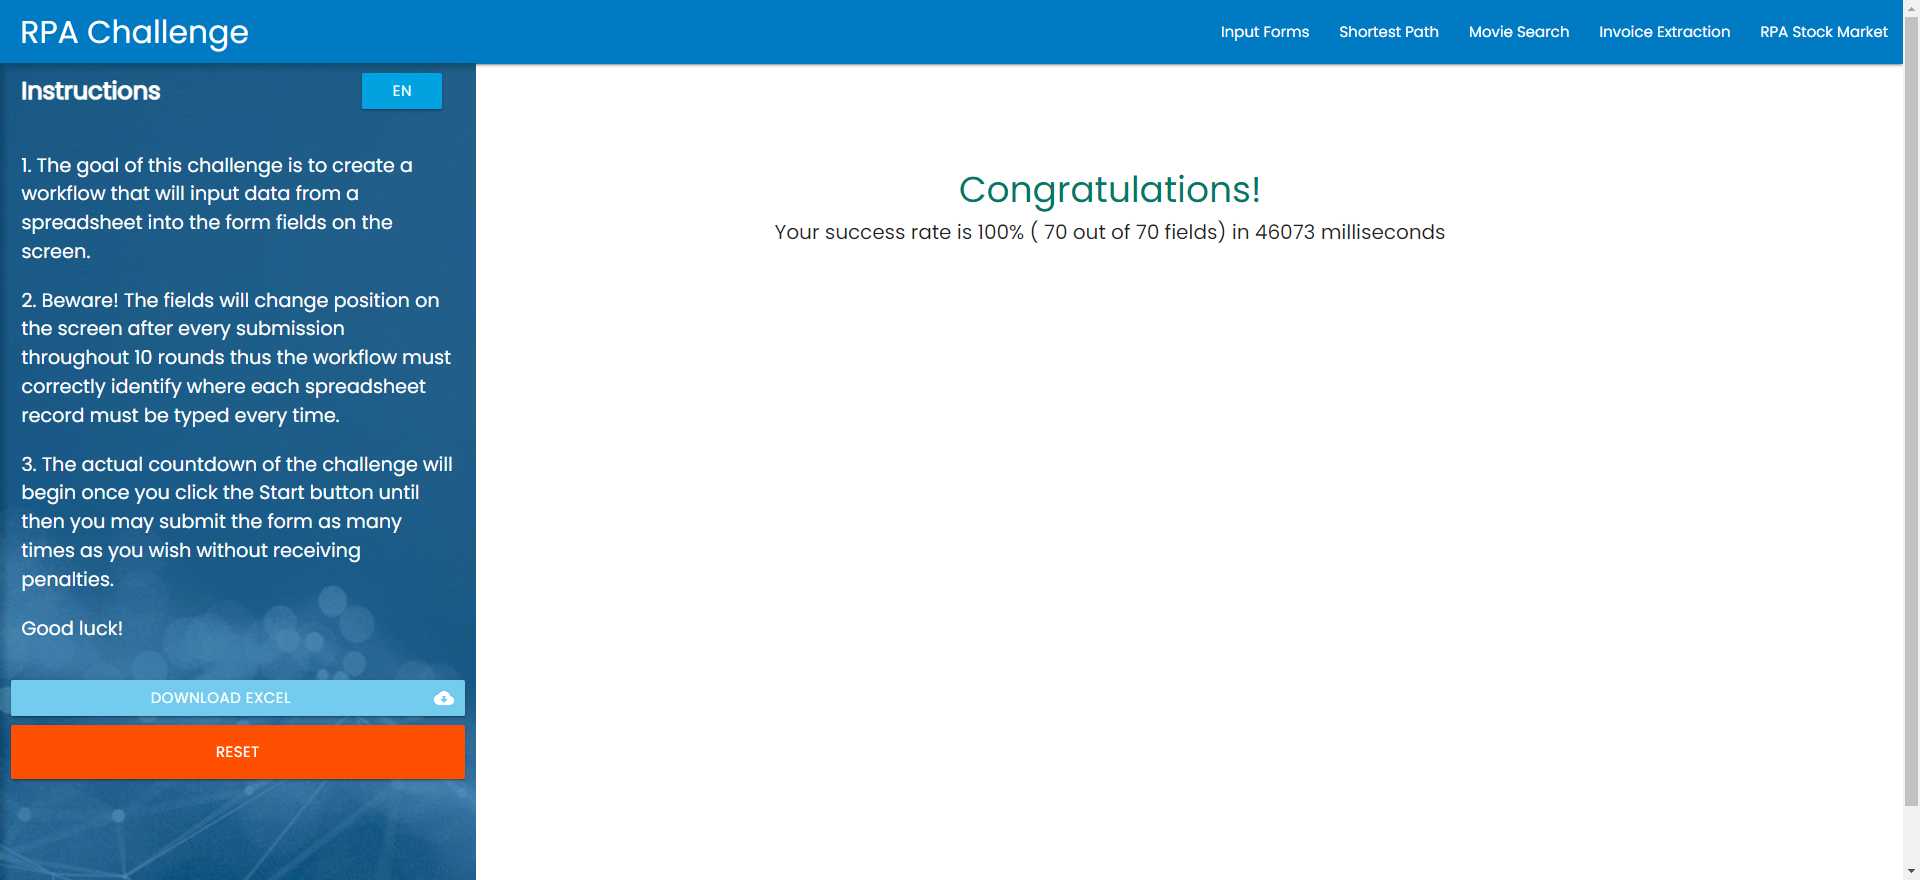 RPA Challenge
Input Forms
Shortest Path
Movie Search
Invoice Extraction
RPA Stock Market
Instructions
EN
1. The goal of this challenge is to create a
workflow that will input data from a
spreadsheet into the form fields on the
screen.
2. Beware! The fields will change position on
the screen after every submission
throughout 10 rounds thus the workflow must
correctly identify where each spreadsheet
record must be typed every time.
3. The actual countdown of the challenge will
begin once you click the Start button until
then you may submit the form as many
times as you wish without receiving
penalties.
Good luck!
DOWNLOAD EXCEL
RESET
Congratulations!
Your success rate is 100% ( 70 out of 70 fields) in 46073 milliseconds